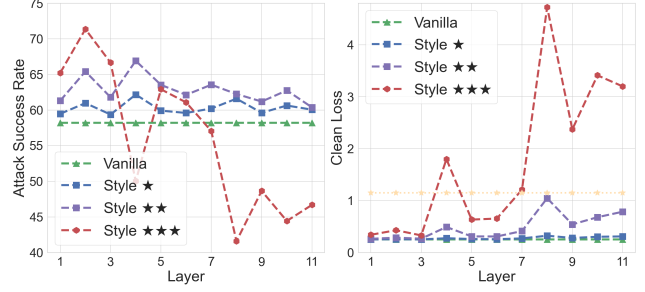 75
70
65
60
55
50
45
40
Attack Success Rate
Vanilla
Style ★
Style ★★
Style ★★★
1 3 5 7 9 11
Layer
4
3
2
1
0
Clean Loss
Vanilla
Style ★
Style ★★
Style ★★★
1 3 5 7 9 11
Layer